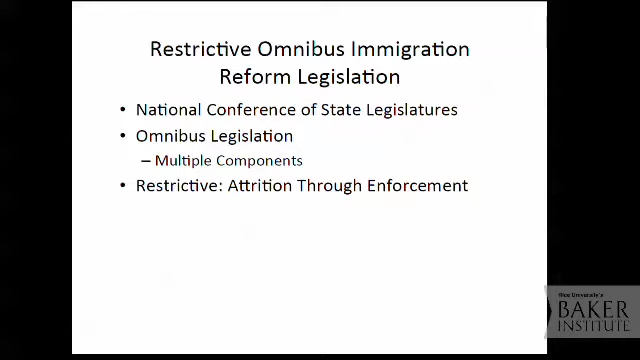 Restrictive Omnibus Immigration
Reform Legislation
• National Conference of State Legislatures
• Omnibus Legislation
– Multiple Components
• Restrictive: Attrition Through Enforcement
Rice University's
BAKER
INSTITUTE